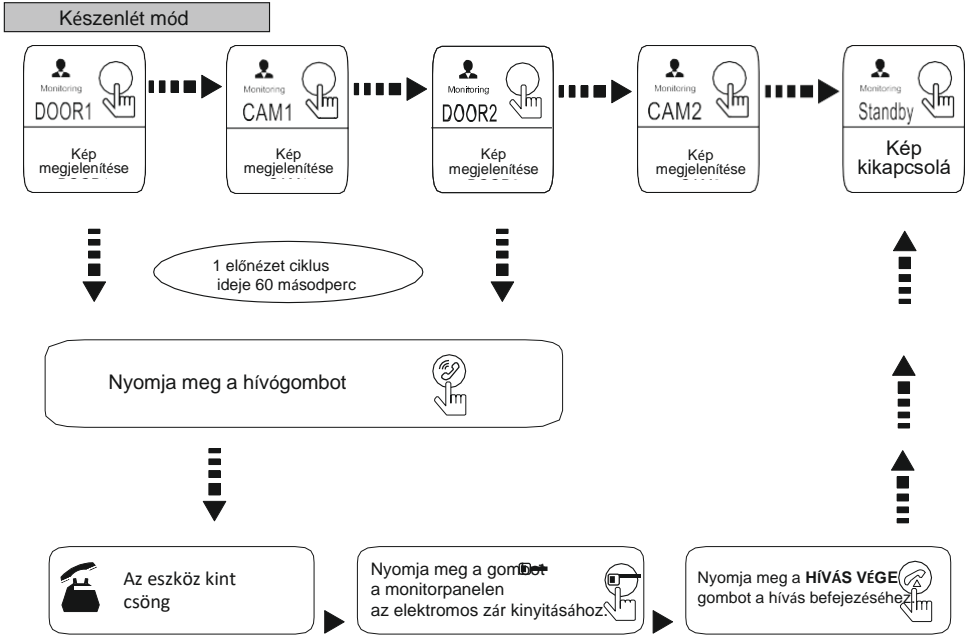 Készenlét mód
Monitoring
DOOR1
Kép
megjelenítése
Monitoring
CAM1
Kép
megjelenítése
Monitoring
DOOR2
Kép
megjelenítése
Monitoring
CAM2
Kép
megjelenítése
Monitoring
Standby
Kép
kikapcsolá
1 előnézet ciklus
ideje 60 másodperc
Nyomja meg a hívógombot
Az eszköz kint
csöng
Nyomja meg a gombot
a monitorpanelen
az elektromos zár kinyitásához.
Nyomja meg a HÍVÁS VÉGE
gombot a hívás befejezéséhez